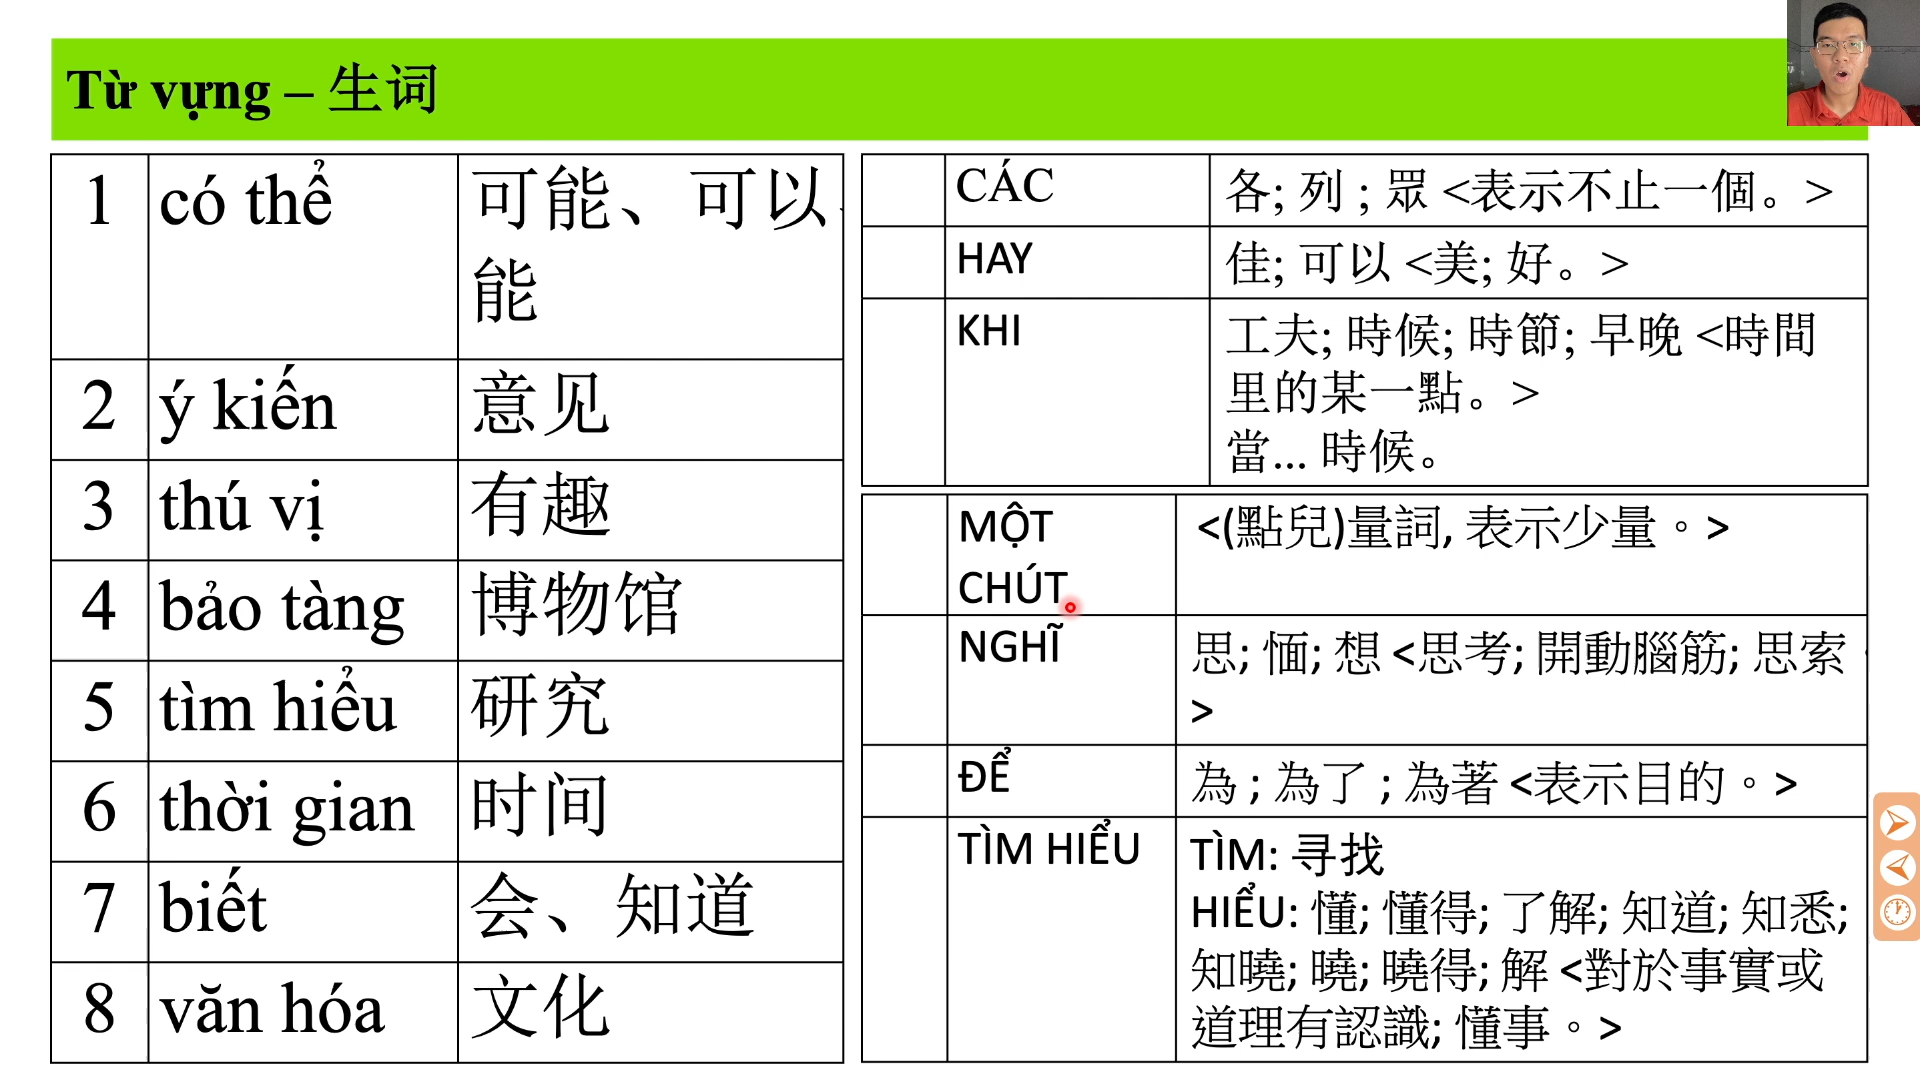 Từ vựng – 生词
1 có thể 可能、可以、
能
2 ý kiến 意见
3 thú vị 有趣
4 bảo tàng 博物馆
5 tìm hiểu 研究
6 thời gian 时间
7 biết 会、知道
8 văn hóa 文化
CÁC 各; 列 ; 眾 <表示不止一個。>
HAY 佳; 可以 <美; 好。>
KHI 工夫; 時候; 時節; 早晚 <時間
里的某一點。>
當... 時候。
MỘT <(點兒)量詞, 表示少量。>
CHÚT
NGHĨ 思; 愐; 想 <思考; 開動腦筋; 思索
>
ĐỂ 為 ; 為了 ; 為著 <表示目的。>
TÌM HIỂU TÌM: 寻找
HIỂU: 懂; 懂得; 了解; 知道; 知悉;
知曉; 曉; 曉得; 解 <對於事實或
道理有認識; 懂事。>